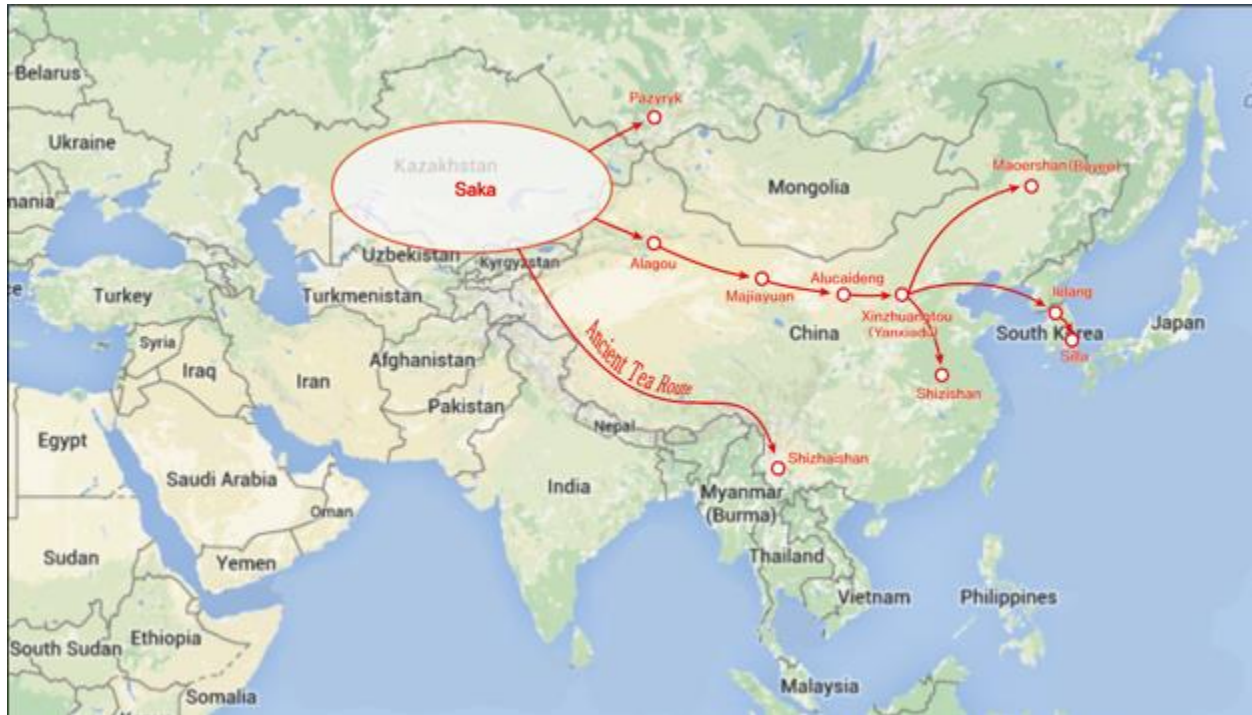 Belarus
Pazyryk
Ukraine
Kazakhstan
Saka
Mongolia
Maoershan(Buyeo)
mania
Uzbekistan
Kyrgyzstan
Alagou
Alucaideng
Majiayuan
Turkey
Turkmenistan
Xinzhuangtou
(Yanxiadu)
China
lelang
South Korea
Japan
Silla
Syria
Afghanistan
Ancient Tea Route
Iraq
Iran
Shizishan
Pakistan
Nepal
Egypt
Shizhaishan
Saudi Arabia
India
Myanmar
(Burma)
Oman
Sudan
Yemen
Thailand
Vietnam
Philippines
Ethiopia
South Sudan
Malaysia
Somalia